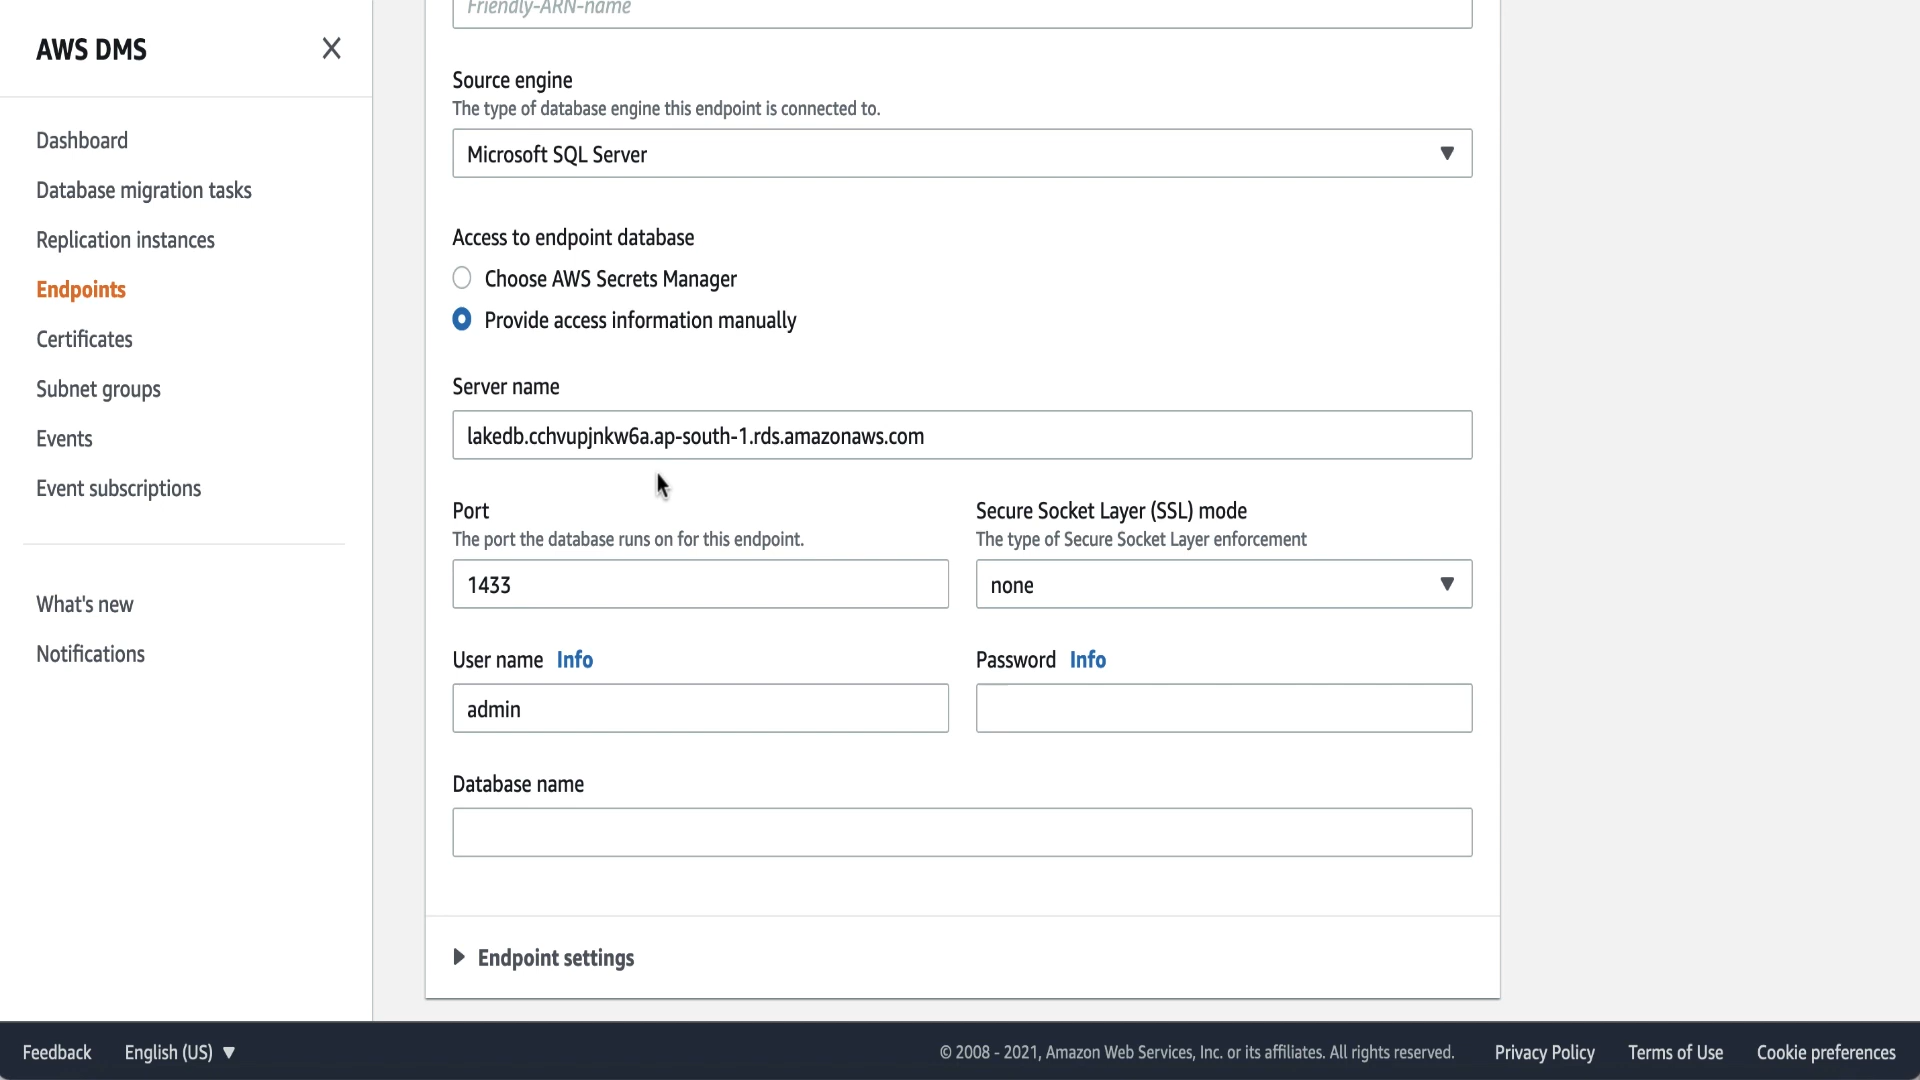 AWS DMS
Dashboard
Database migration tasks
Replication instances
Endpoints
Certificates
Subnet groups
Events
Event subscriptions
What's new
Notifications
Friendly-ARN-name
Source engine
The type of database engine this endpoint is connected to.
Microsoft SQL Server
Access to endpoint database
Choose AWS Secrets Manager
Provide access information manually
Server name
lakedb.cchvupjnkw6a.ap-south-1.rds.amazonaws.com
Port
The port the database runs on for this endpoint.
1433
Secure Socket Layer (SSL) mode
The type of Secure Socket Layer enforcement
none
User name Info
admin
Password Info
Database name
Endpoint settings
Feedback English (US) © 2008 - 2021, Amazon Web Services, Inc. or its affiliates. All rights reserved. Privacy Policy Terms of Use Cookie preferences